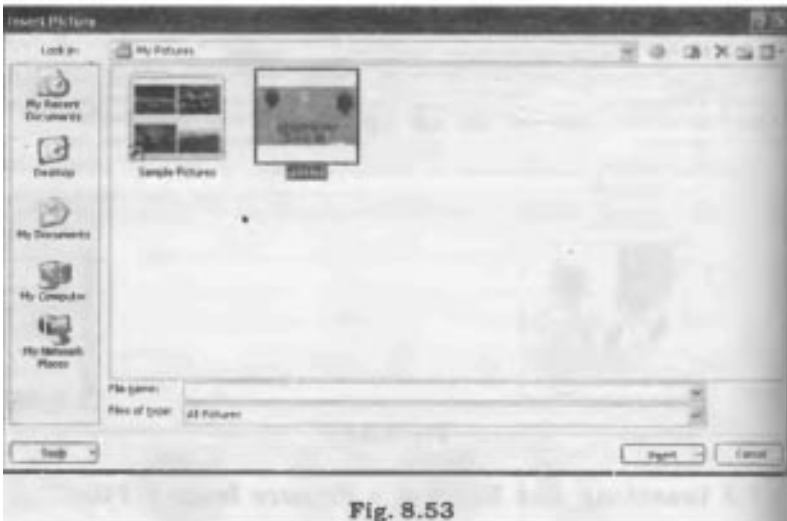 Insert Picture
Look in: My Pictures
My Recent Documents
Desktop
My Documents
My Computer
My Network Places
Sample Pictures
File name:
Files of type: All Pictures
Tools
Insert
Cancel
Fig. 8.53